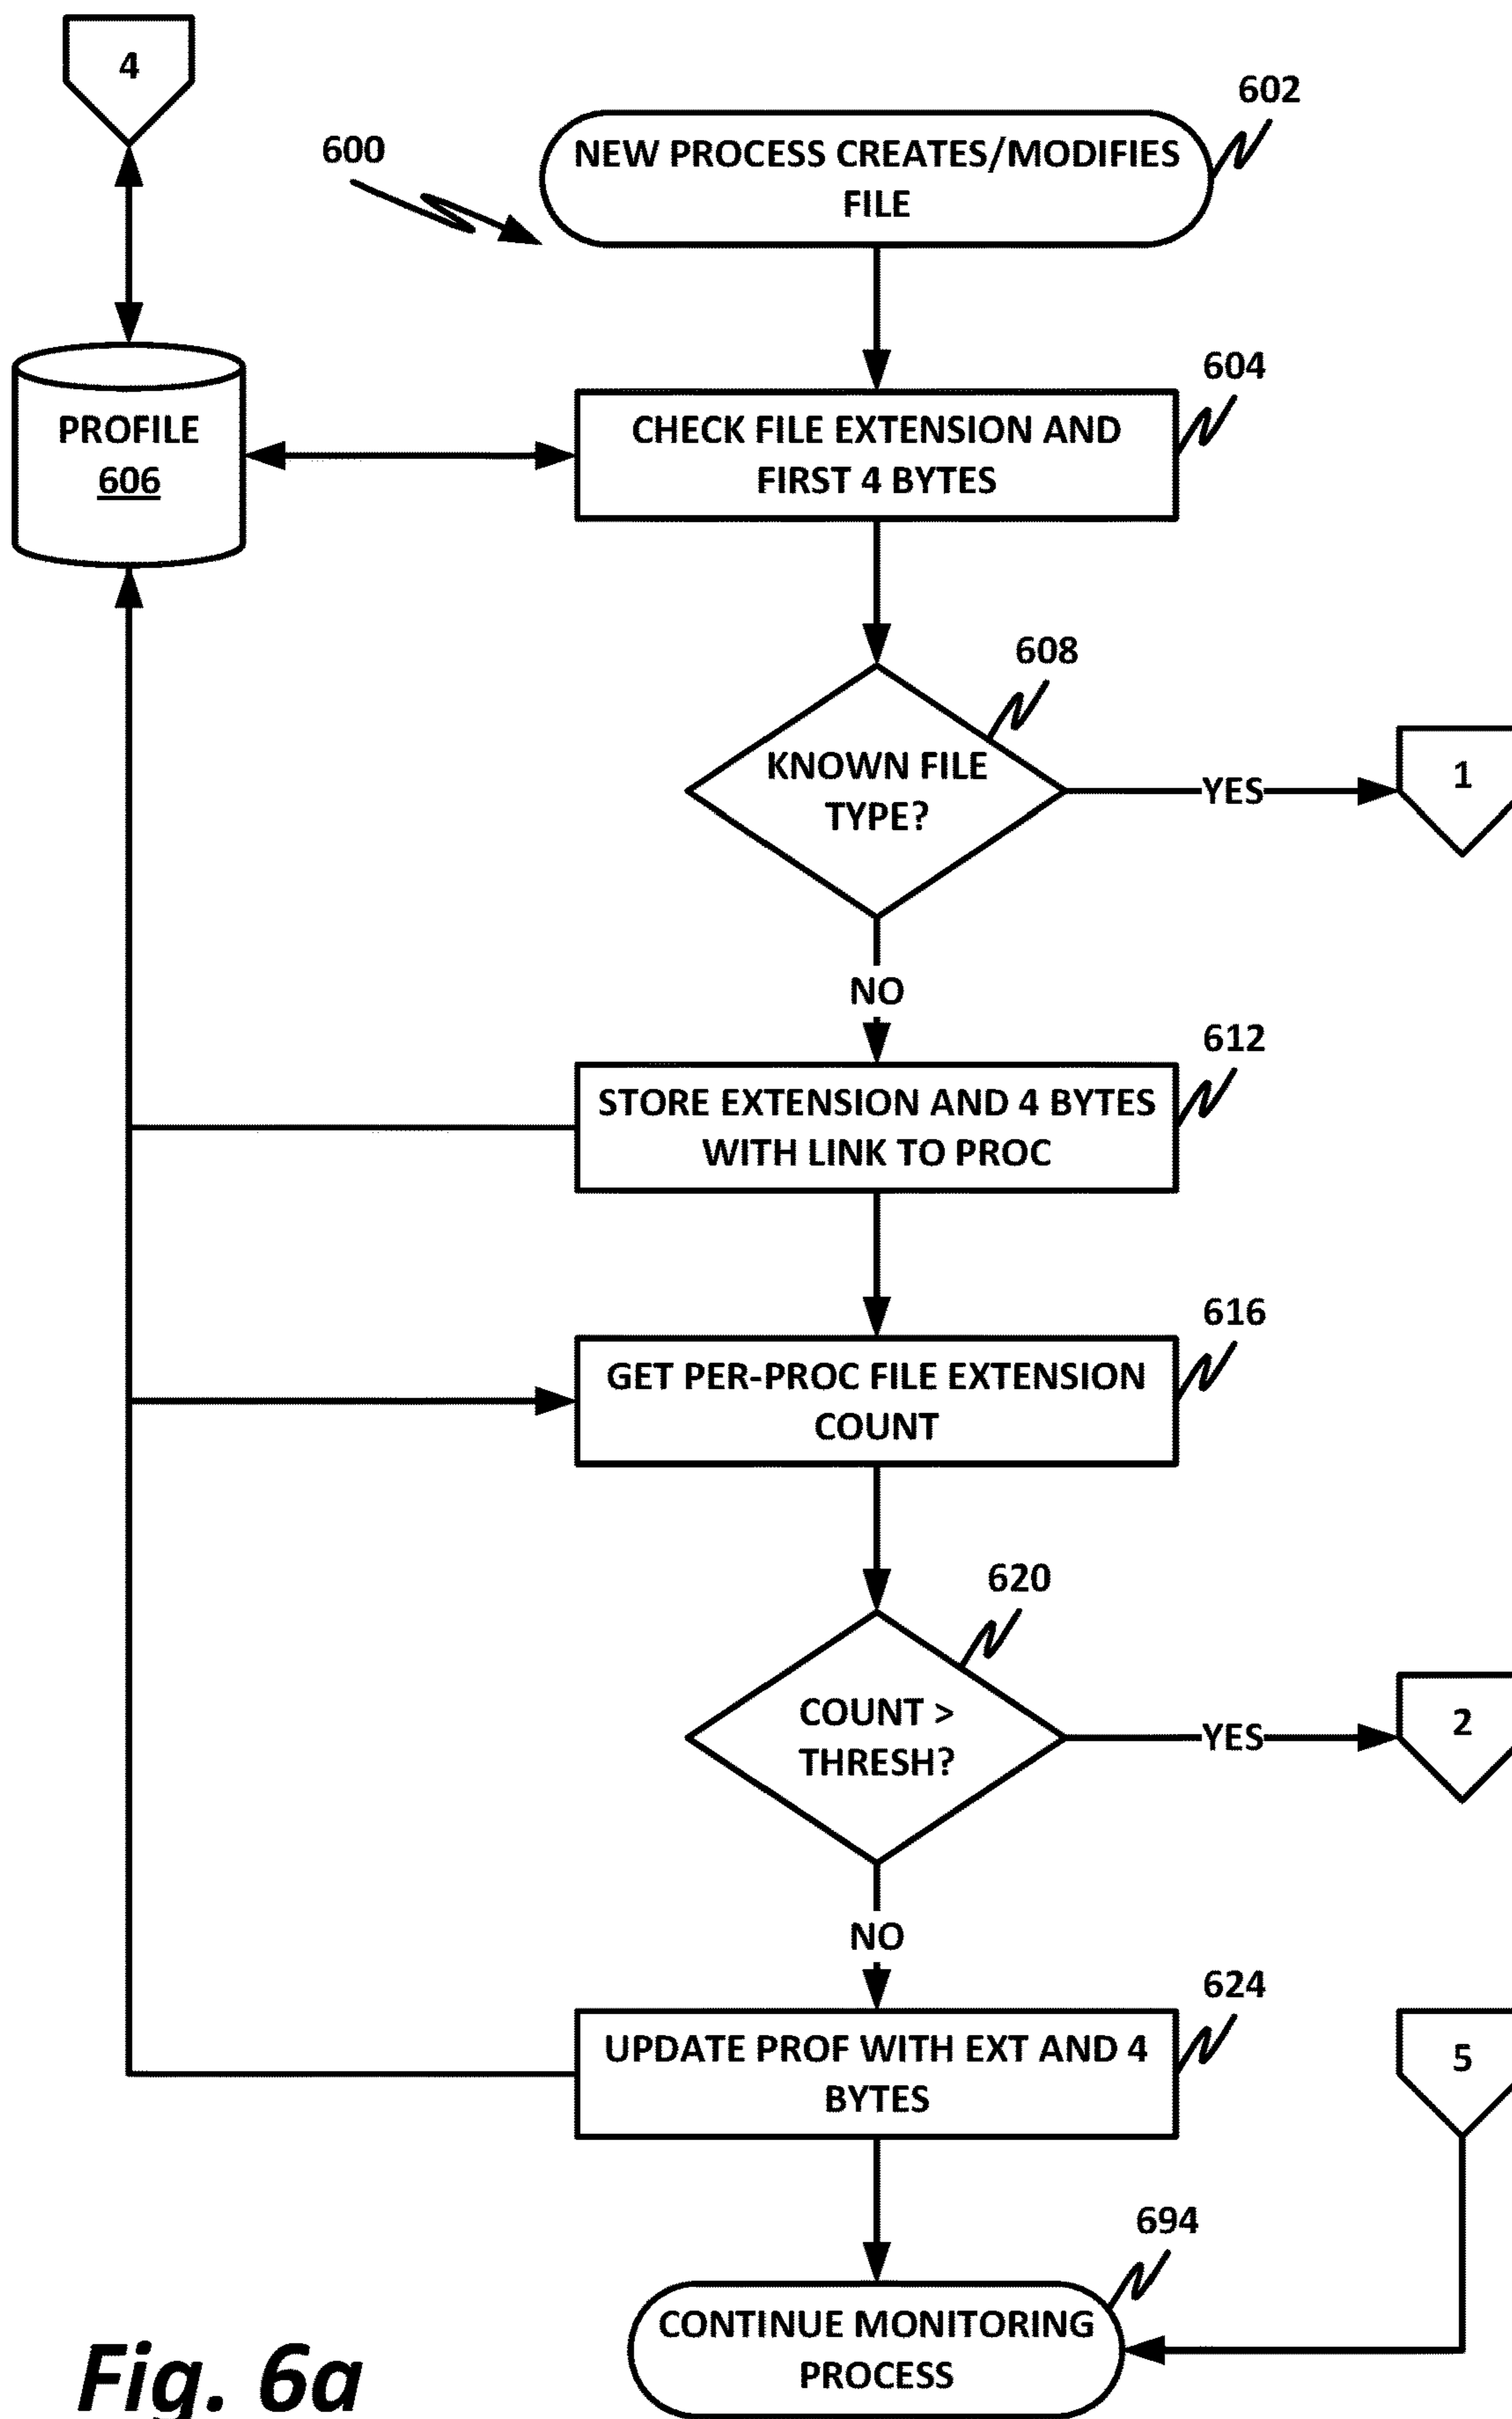 4
602
600
NEW PROCESS CREATES/MODIFIES
FILE
604
PROFILE
606
CHECK FILE EXTENSION AND
FIRST 4 BYTES
608
KNOWN FILE
TYPE?
YES
1
NO
612
STORE EXTENSION AND 4 BYTES
WITH LINK TO PROC
616
GET PER-PROC FILE EXTENSION
COUNT
620
COUNT >
THRESH?
YES
2
NO
624
UPDATE PROF WITH EXT AND 4
BYTES
5
694
CONTINUE MONITORING
PROCESS
Fig. 6a